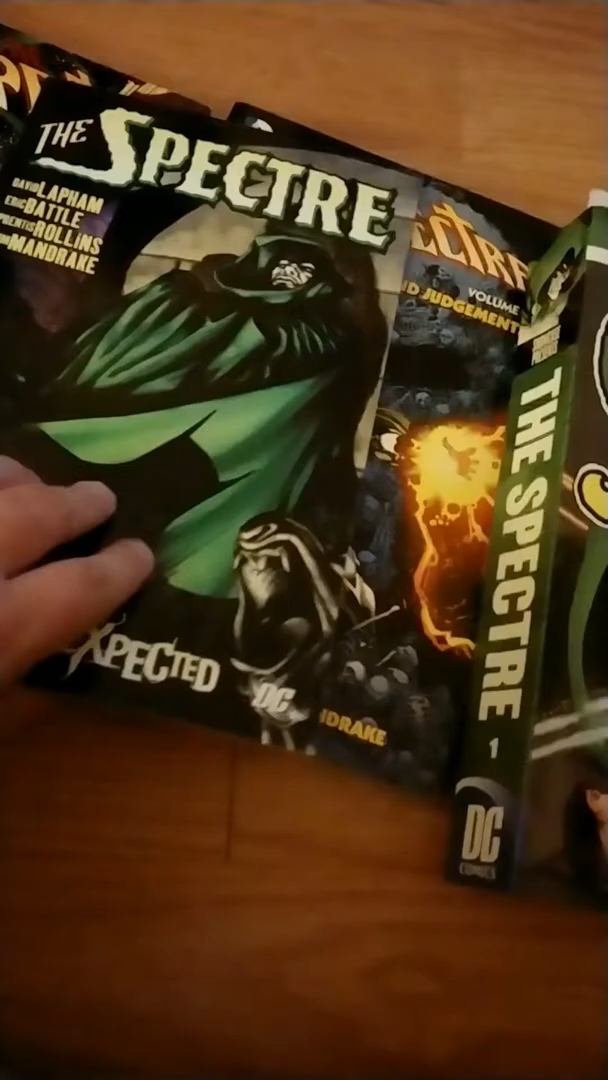 THE
SPECTRE
DAVID LAPHAM
ERIC BATTLE
PRENTIS ROLLINS
MANDRAKE
XPECTED
DC
ECTRE
VOLUME
D JUDGEMENT
DRAKE
THE SPECTRE
1
DC
COMICS